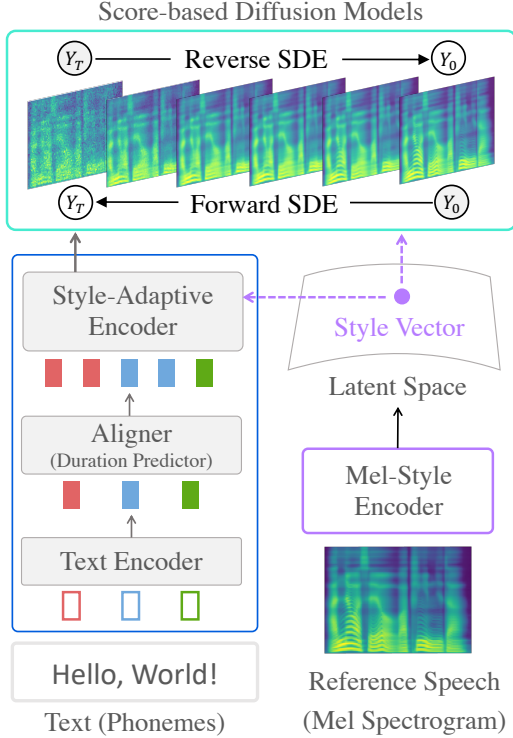 Score-based Diffusion Models
Y_T Reverse SDE Y_0
Y_T Forward SDE Y_0
Style-Adaptive
Encoder
Aligner
(Duration Predictor)
Text Encoder
Hello, World!
Text (Phonemes)
Style Vector
Latent Space
Mel-Style
Encoder
Reference Speech
(Mel Spectrogram)